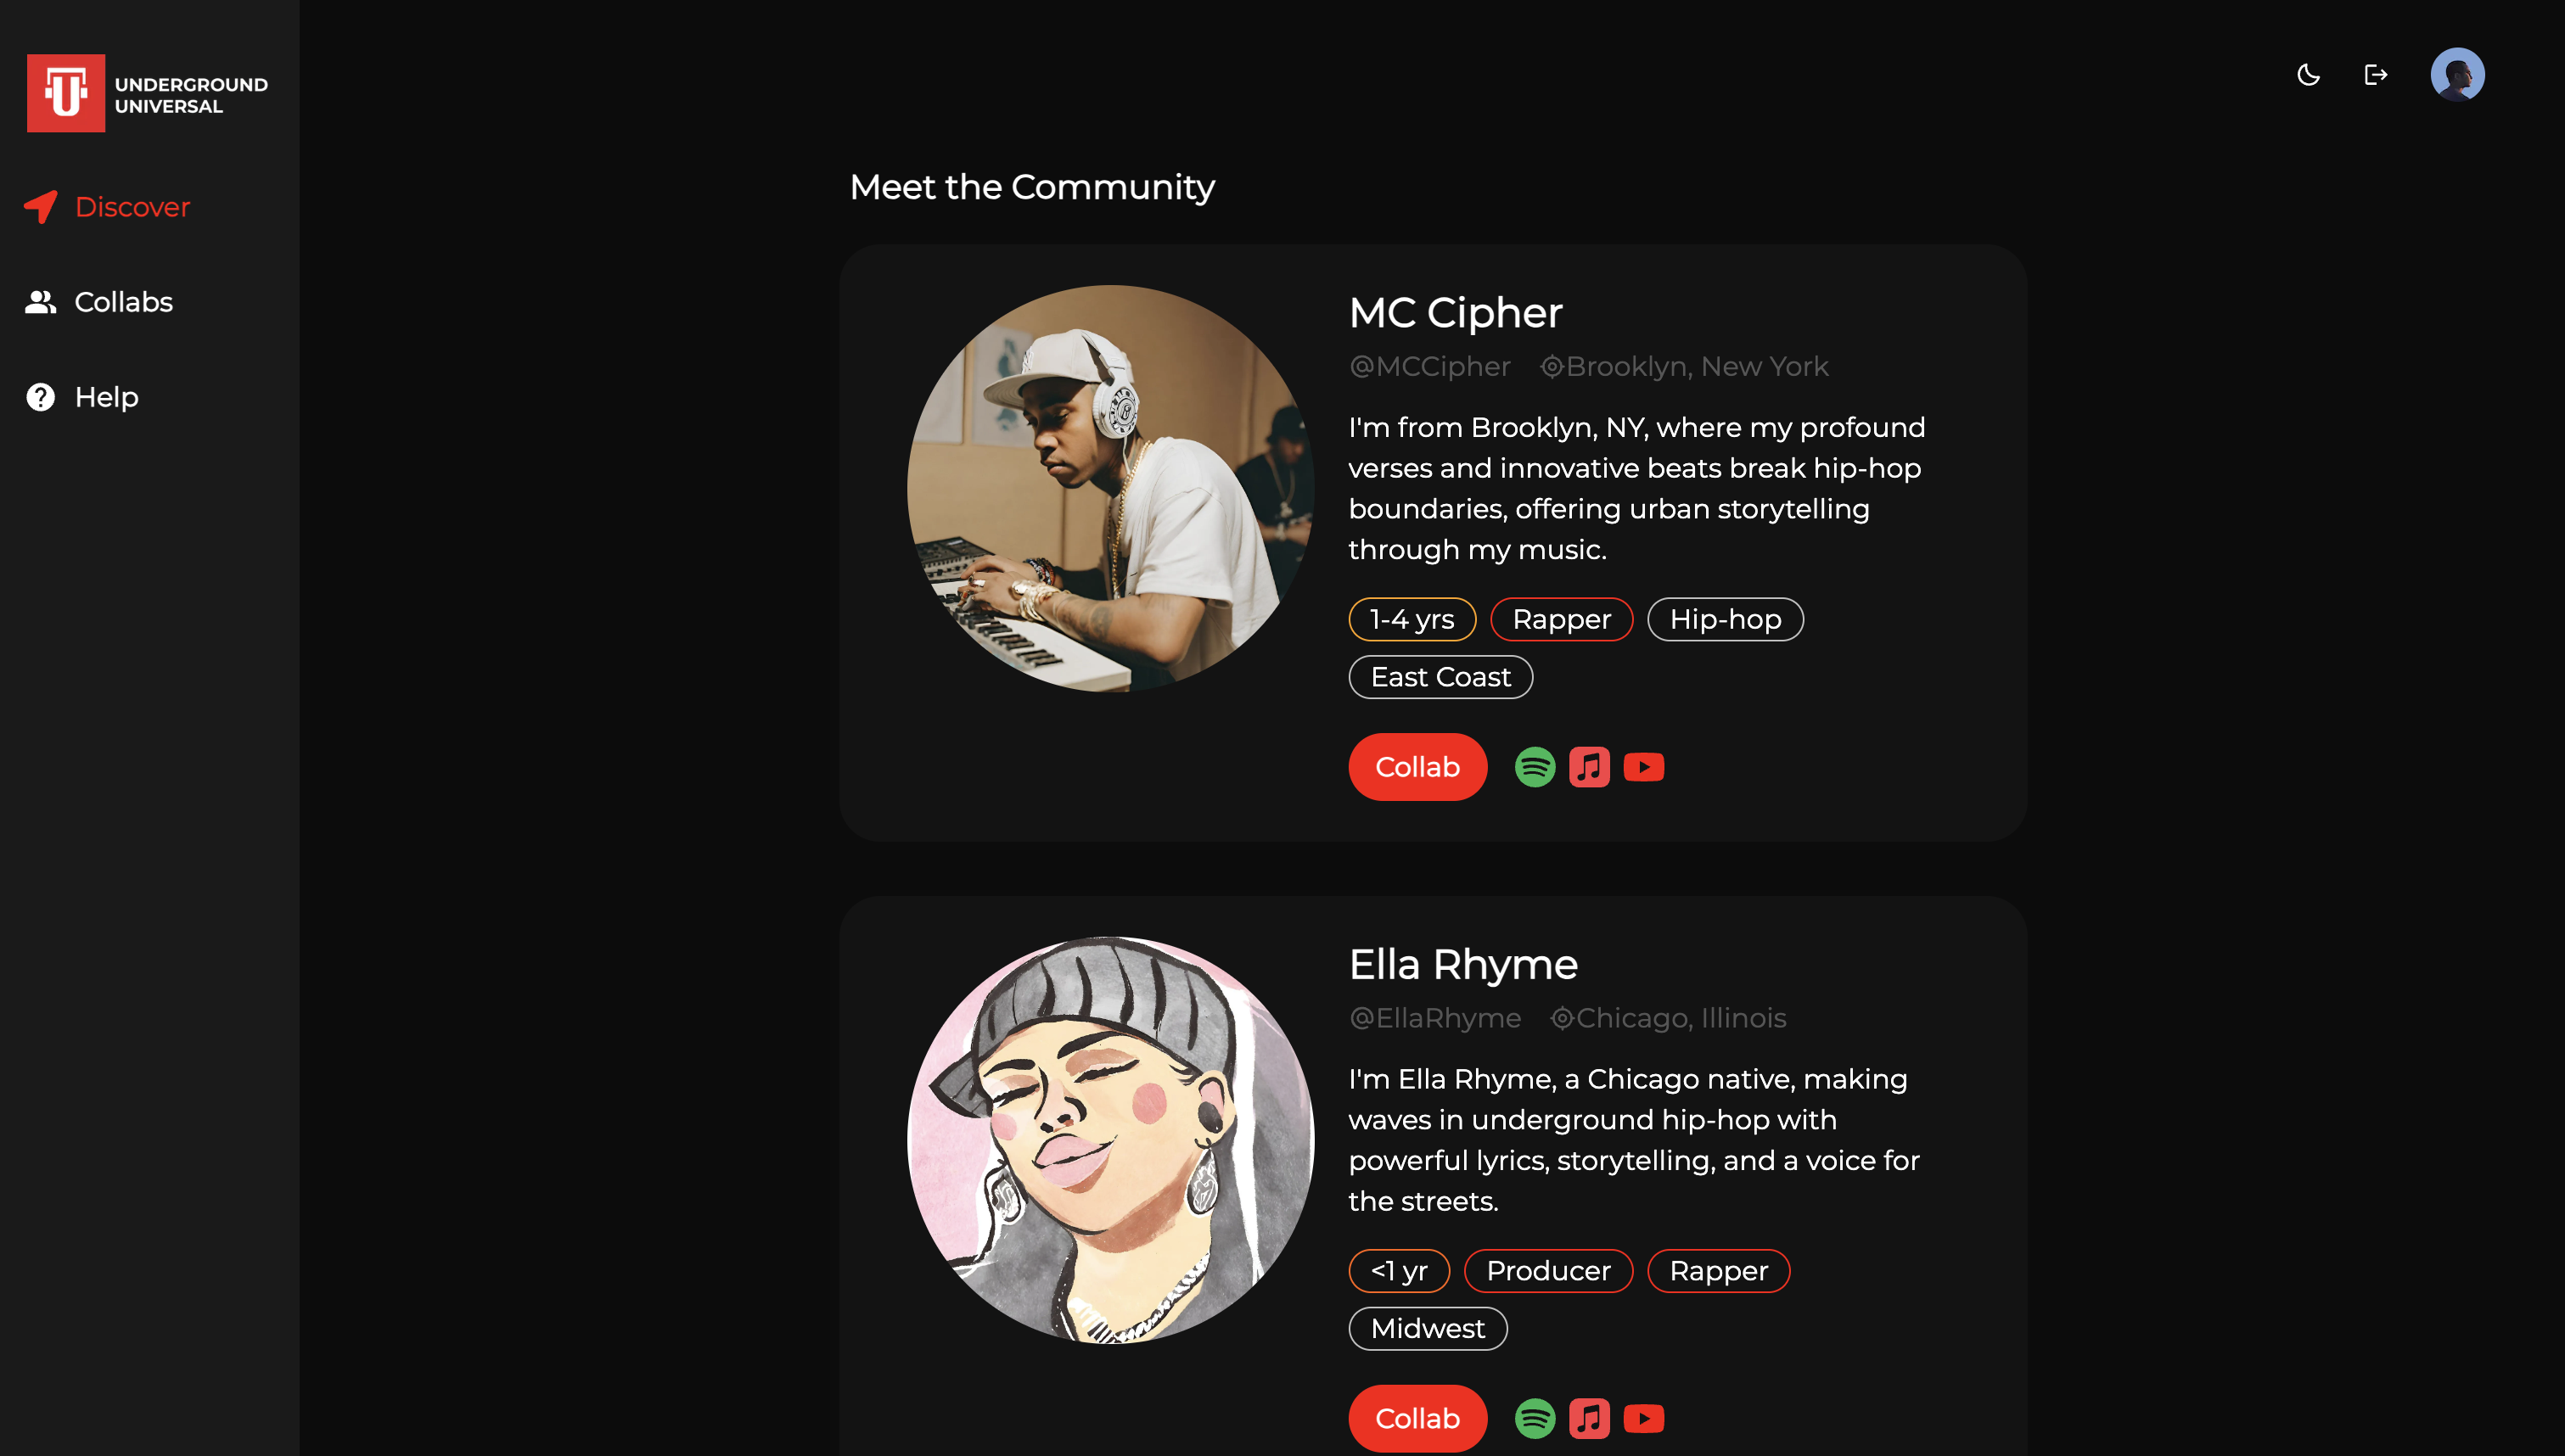 UNDERGROUND
UNIVERSAL
Discover
Collabs
Help
Meet the Community
MC Cipher
@MCCipher Brooklyn, New York
I'm from Brooklyn, NY, where my profound
verses and innovative beats break hip-hop
boundaries, offering urban storytelling
through my music.
1-4 yrs Rapper Hip-hop
East Coast
Collab
Ella Rhyme
@EllaRhyme Chicago, Illinois
I'm Ella Rhyme, a Chicago native, making
waves in underground hip-hop with
powerful lyrics, storytelling, and a voice for
the streets.
<1 yr Producer Rapper
Midwest
Collab